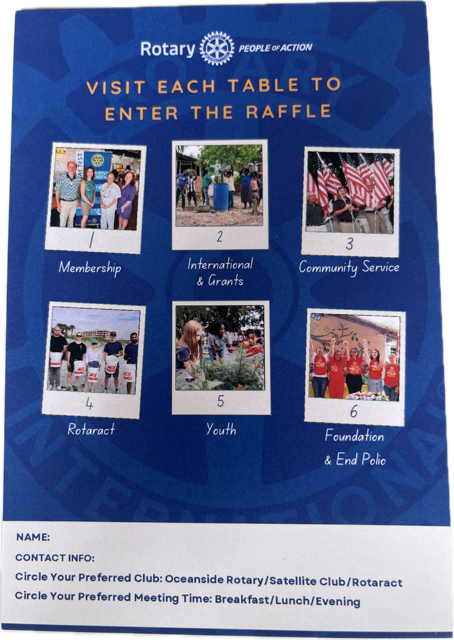 Rotary PEOPLE OF ACTION
VISIT EACH TABLE TO
ENTER THE RAFFLE
1
2
3
Membership
International
& Grants
Community Service
4
5
6
Rotaract
Youth
Foundation
& End Polio
ROTARY
INTERNATIONAL
NAME:
CONTACT INFO:
Circle Your Preferred Club: Oceanside Rotary/Satellite Club/Rotaract
Circle Your Preferred Meeting Time: Breakfast/Lunch/Evening